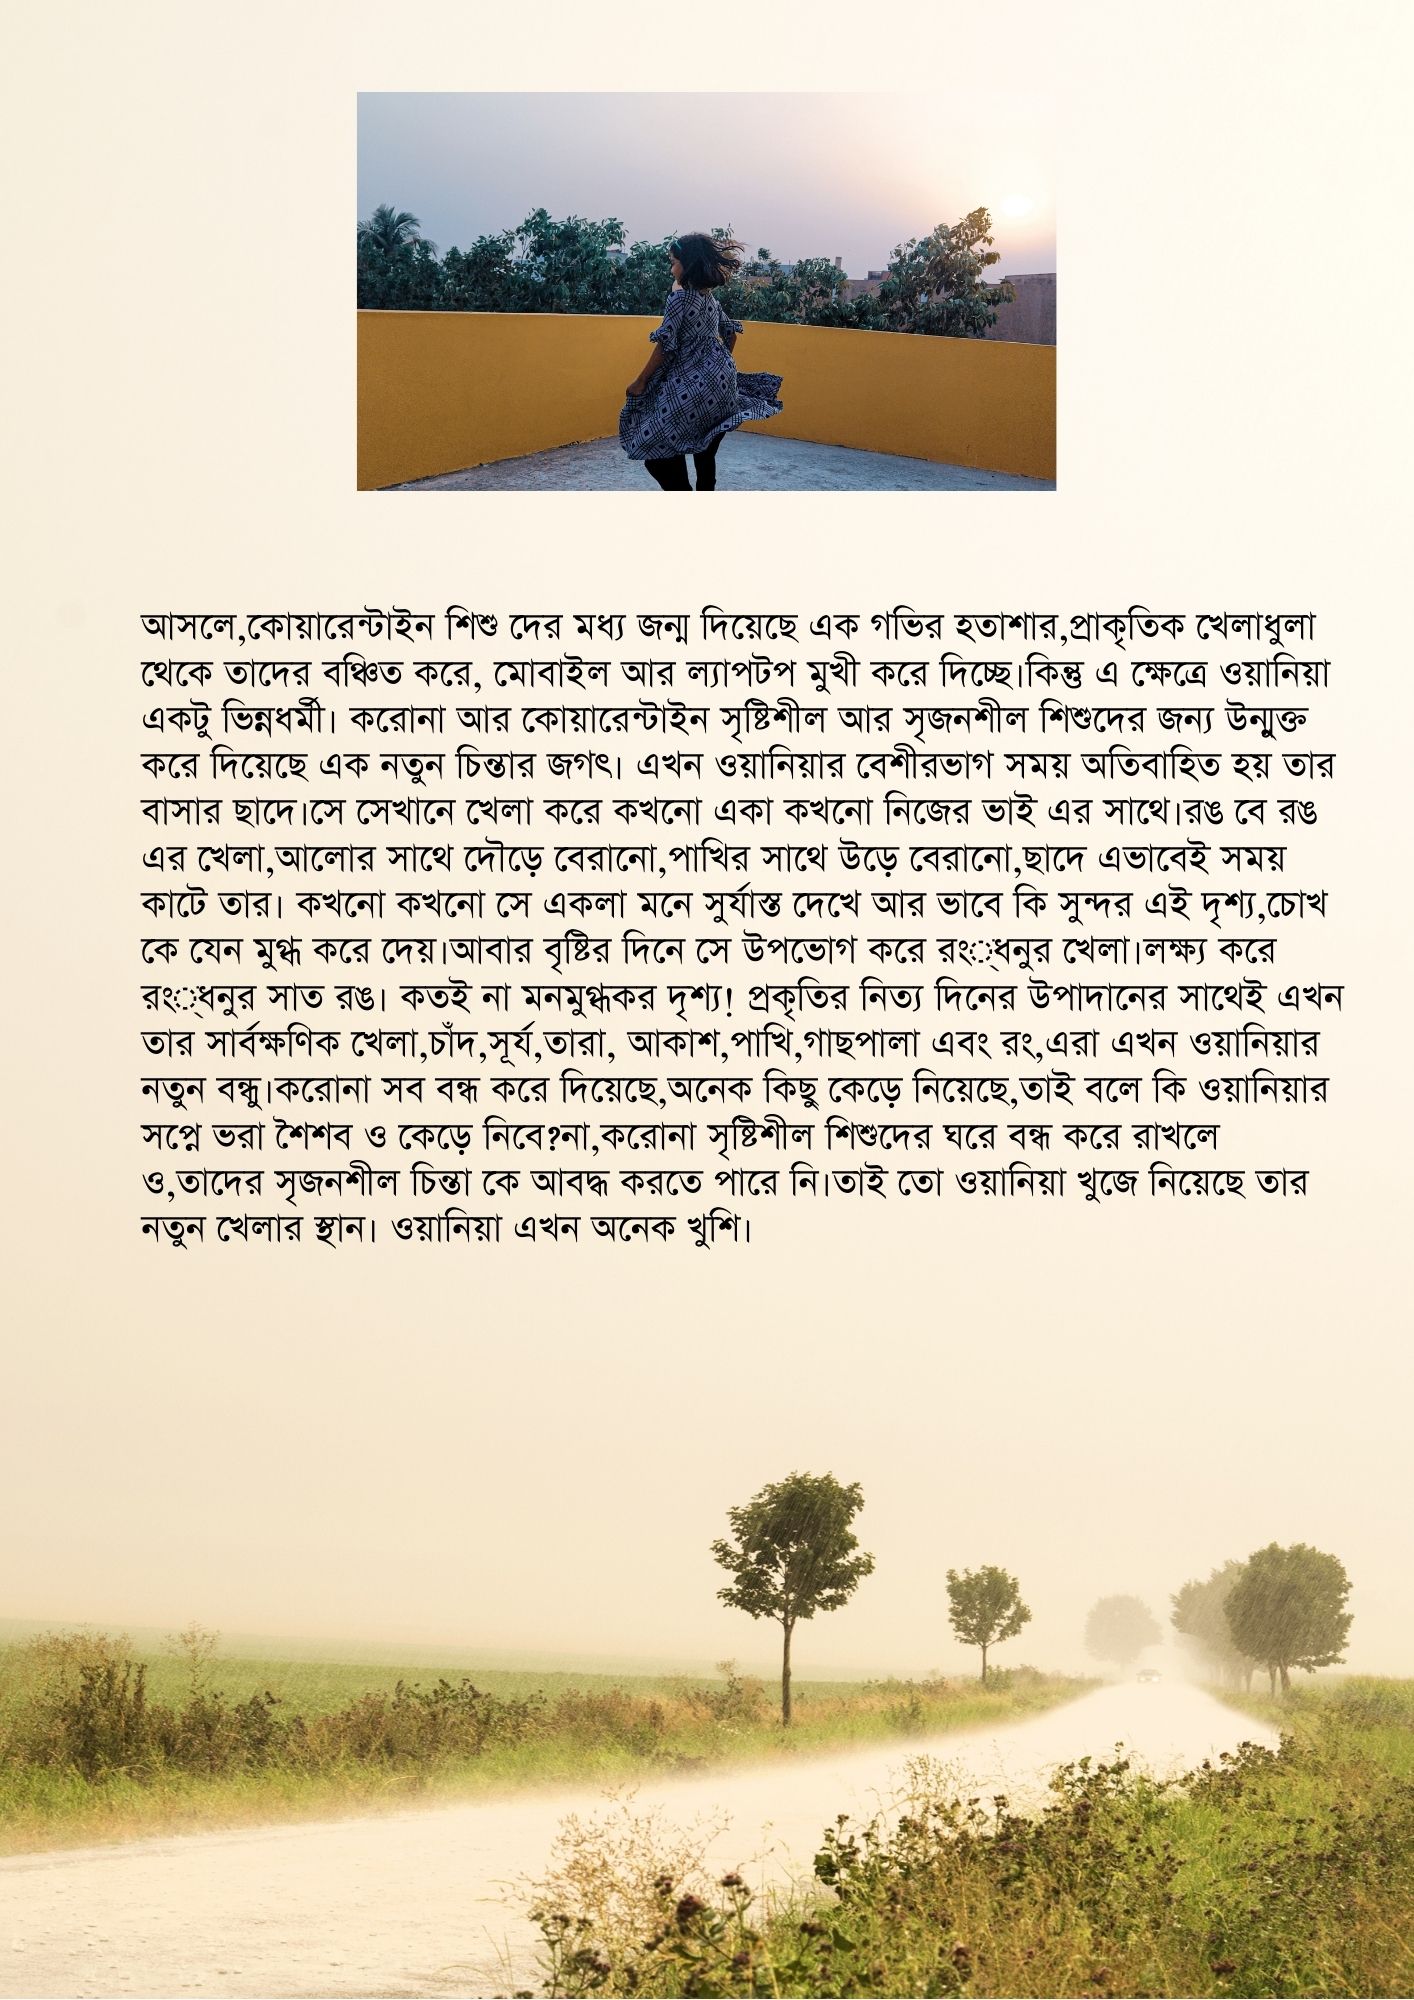 আসলে,কোয়ারেন্টাইন শিশু দের মধ্য জন্ম দিয়েছে এক গভির হতাশার,প্রাকৃতিক খেলাধুলা
থেকে তাদের বঞ্চিত করে, মোবাইল আর ল্যাপটপ মুখী করে দিচ্ছে।কিন্তু এ ক্ষেত্রে ওয়ানিয়া
একটু ভিন্নধর্মী। করোনা আর কোয়ারেন্টাইন সৃষ্টিশীল আর সৃজনশীল শিশুদের জন্য উন্মুক্ত
করে দিয়েছে এক নতুন চিন্তার জগৎ। এখন ওয়ানিয়ার বেশীরভাগ সময় অতিবাহিত হয় তার
বাসার ছাদে।সে সেখানে খেলা করে কখনো একা কখনো নিজের ভাই এর সাথে।রঙ বে রঙ
এর খেলা,আলোর সাথে দৌড়ে বেরানো,পাখির সাথে উড়ে বেরানো,ছাদে এভাবেই সময়
কাটে তার। কখনো কখনো সে একলা মনে সুর্যাস্ত দেখে আর ভাবে কি সুন্দর এই দৃশ্য,চোখ
কে যেন মুগ্ধ করে দেয়।আবার বৃষ্টির দিনে সে উপভোগ করে রং্ধনুর খেলা।লক্ষ্য করে
রং্ধনুর সাত রঙ। কতই না মনমুগ্ধকর দৃশ্য! প্রকৃতির নিত্য দিনের উপাদানের সাথেই এখন
তার সার্বক্ষণিক খেলা,চাঁদ,সূর্য,তারা, আকাশ,পাখি,গাছপালা এবং রং,এরা এখন ওয়ানিয়ার
নতুন বন্ধু।করোনা সব বন্ধ করে দিয়েছে,অনেক কিছু কেড়ে নিয়েছে,তাই বলে কি ওয়ানিয়ার
সপ্নে ভরা শৈশব ও কেড়ে নিবে?না,করোনা সৃষ্টিশীল শিশুদের ঘরে বন্ধ করে রাখলে
ও,তাদের সৃজনশীল চিন্তা কে আবদ্ধ করতে পারে নি।তাই তো ওয়ানিয়া খুজে নিয়েছে তার
নতুন খেলার স্থান। ওয়ানিয়া এখন অনেক খুশি।